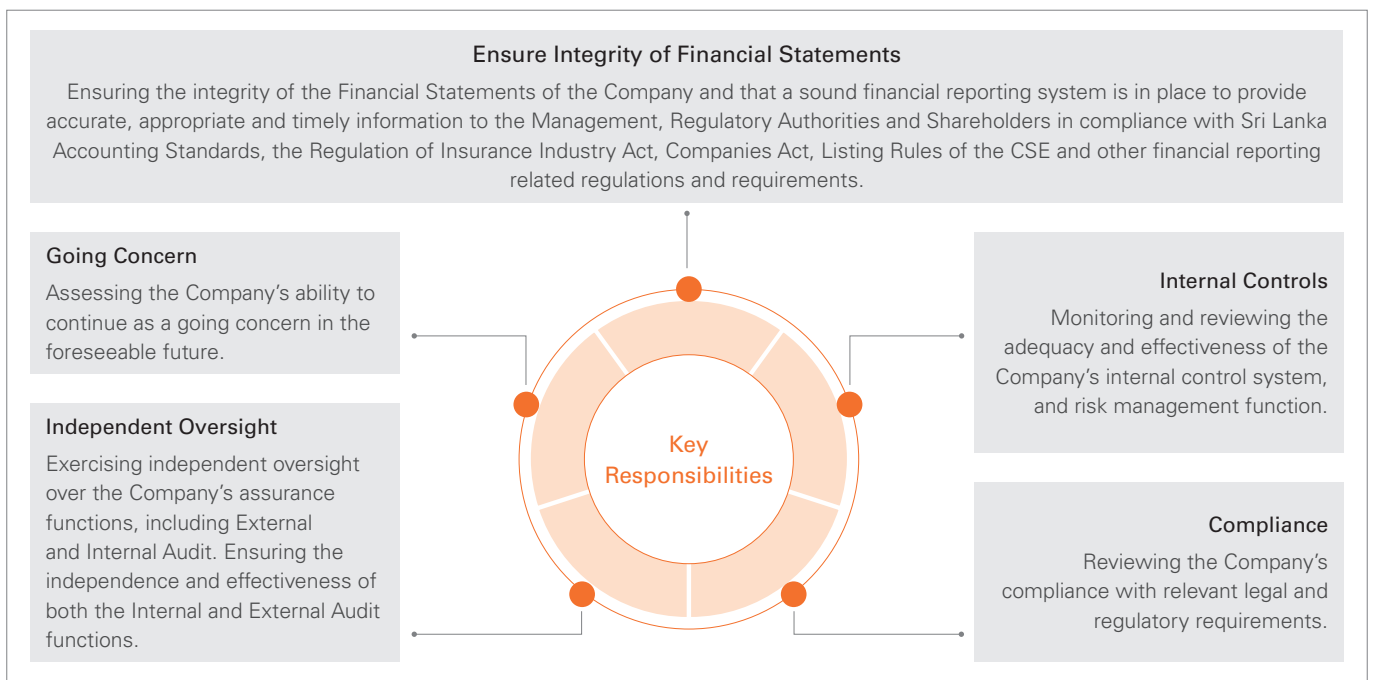 Ensure Integrity of Financial Statements
Ensuring the integrity of the Financial Statements of the Company and that a sound financial reporting system is in place to provide
accurate, appropriate and timely information to the Management, Regulatory Authorities and Shareholders in compliance with Sri Lanka
Accounting Standards, the Regulation of Insurance Industry Act, Companies Act, Listing Rules of the CSE and other financial reporting
related regulations and requirements.
Going Concern
Assessing the Company’s ability to
continue as a going concern in the
foreseeable future.
Independent Oversight
Exercising independent oversight
over the Company’s assurance
functions, including External
and Internal Audit. Ensuring the
independence and effectiveness of
both the Internal and External Audit
functions.
Key
Responsibilities
Internal Controls
Monitoring and reviewing the
adequacy and effectiveness of the
Company’s internal control system,
and risk management function.
Compliance
Reviewing the Company’s
compliance with relevant legal and
regulatory requirements.